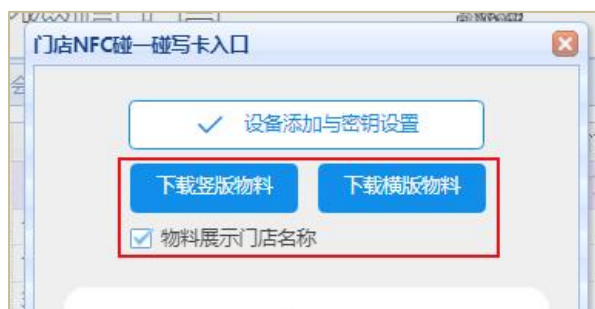 门店NFC碰一碰写卡入口
设备添加与密钥设置
下载竖版物料 下载横版物料
物料展示门店名称